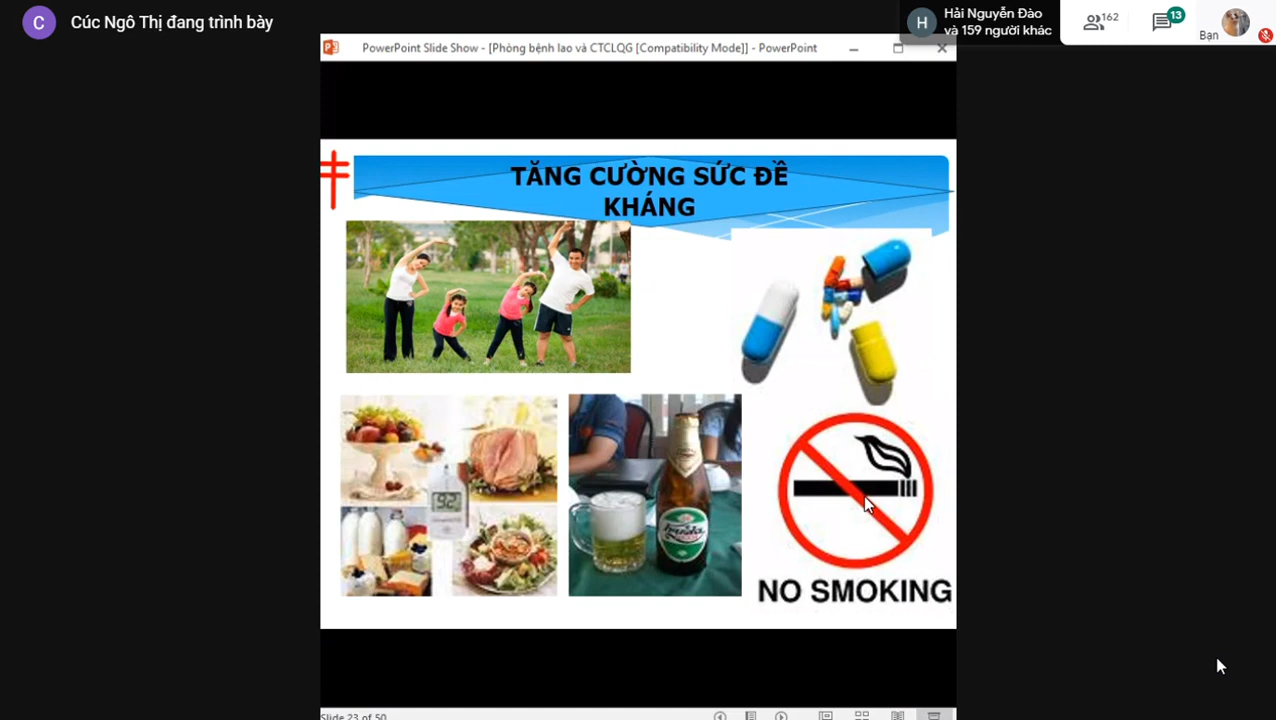 C
Cúc Ngô Thị đang trình bày
H
Hải Nguyễn Đào
và 159 người khác
162
13
Bạn
PowerPoint Slide Show - [Phòng bệnh lao và CTCLQG [Compatibility Mode]] - PowerPoint
TĂNG CƯỜNG SỨC ĐỀ
KHÁNG
92
NO SMOKING
Slide 23 of 50